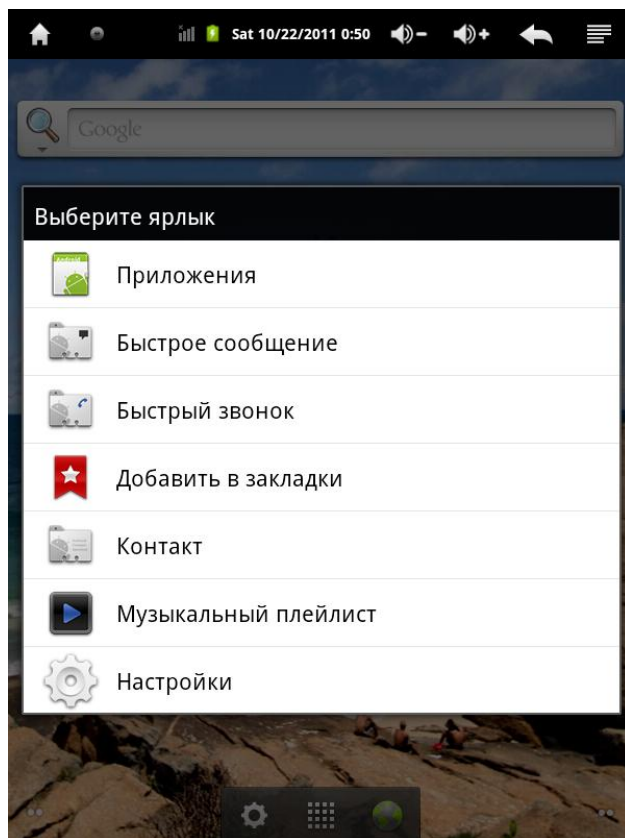 Sat 10/22/2011 0:50
Google
Выберите ярлык
Приложения
Быстрое сообщение
Быстрый звонок
Добавить в закладки
Контакт
Музыкальный плейлист
Настройки